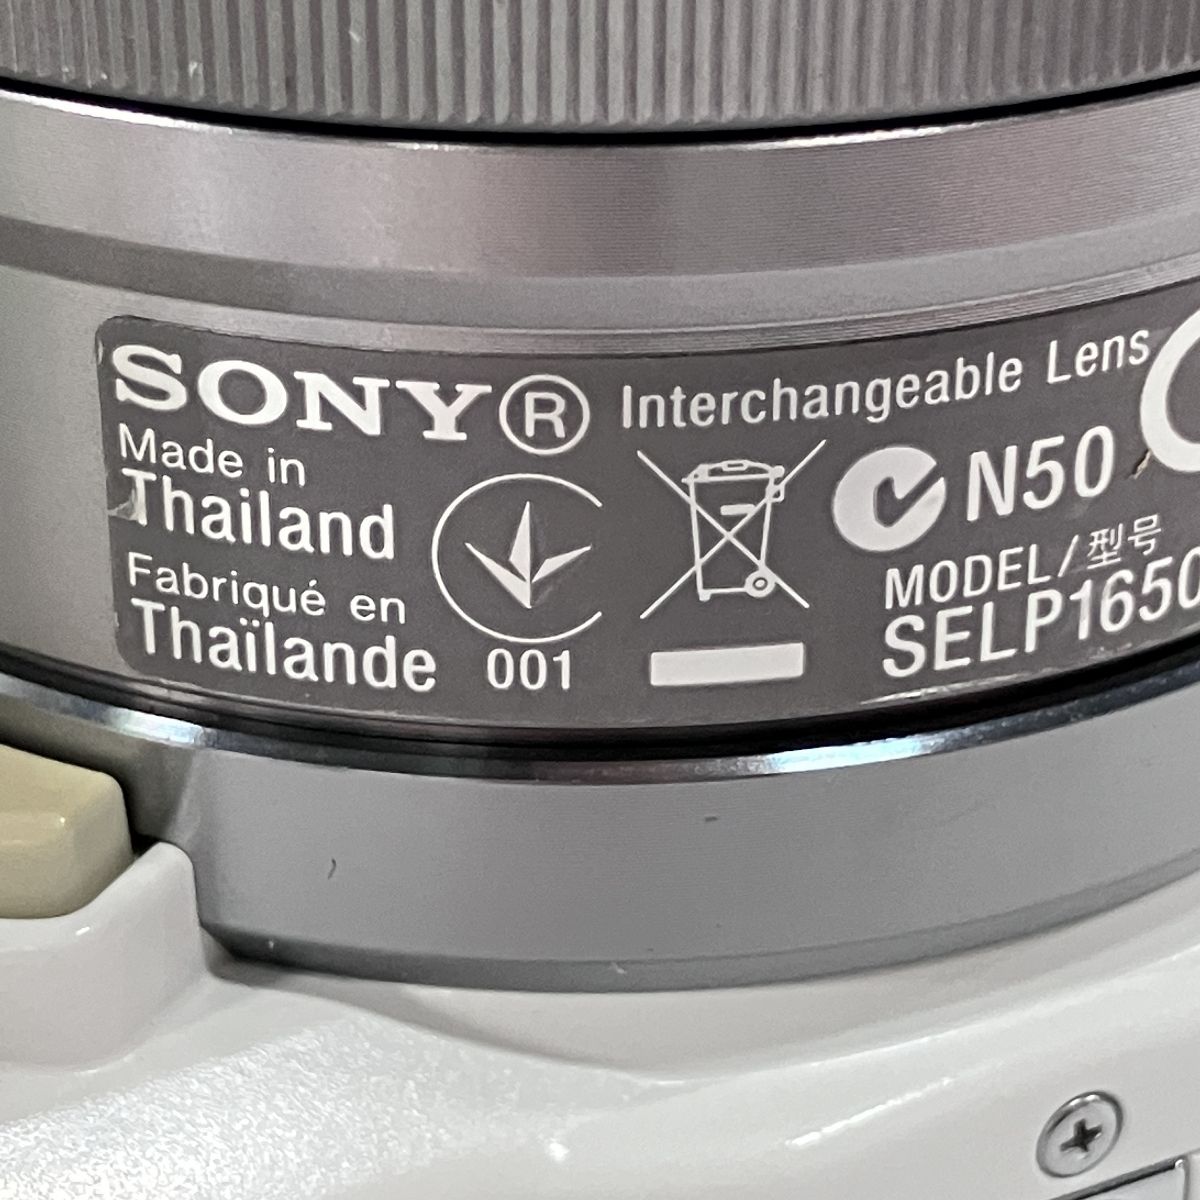 SONY® Interchangeable Lens
Made in
Thailand
Fabriqué en
Thaïlande
001
N50
MODEL/型号
SELP1650